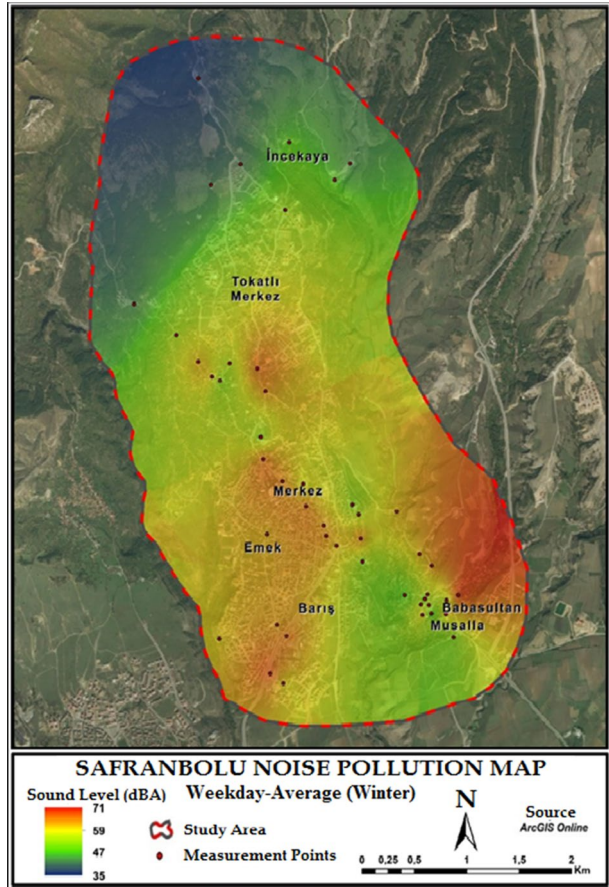 İncekaya
Tokatlı
Merkez
Merkez
Emek
Barış
Babasultan
Musalla
SAFRANBOLU NOISE POLLUTION MAP
Sound Level (dBA)
Weekday-Average (Winter)
71
59
47
35
Study Area
Measurement Points
N
Source
ArcGIS Online
0 0,25 0,5 1 1,5 2
Km